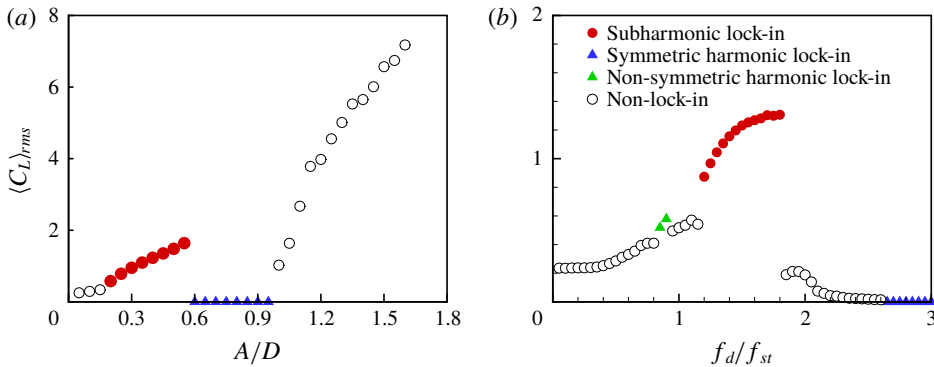 (a)
8
6
4
2
0
0.3 0.6 0.9 1.2 1.5 1.8
⟨C_L⟩_rms
A/D
(b)
2
1
0 1 2 3
f_d/f_st
Subharmonic lock-in
Symmetric harmonic lock-in
Non-symmetric harmonic lock-in
Non-lock-in